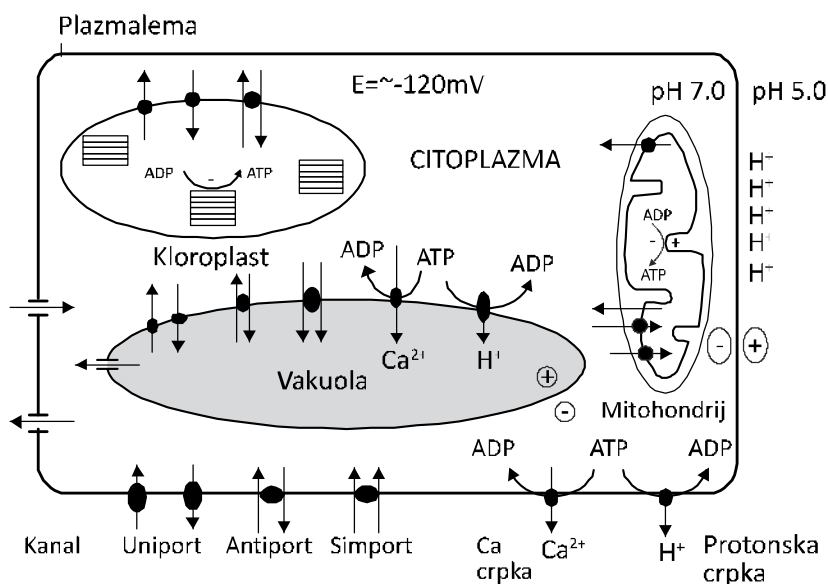 Plazmalema
E=~-120mV
pH 7.0 pH 5.0
CITOPLAZMA
ADP - ATP
Kloroplast
H⁺
H⁺
H⁺
H⁺
H⁺
ADP
- +
ATP
ADP ATP ADP
Ca²⁺ H⁺
Vakuola
+
-
- +
Mitohondrij
ADP ATP ADP
Kanal Uniport Antiport Simport Ca crpka Ca²⁺ H⁺ Protonska crpka